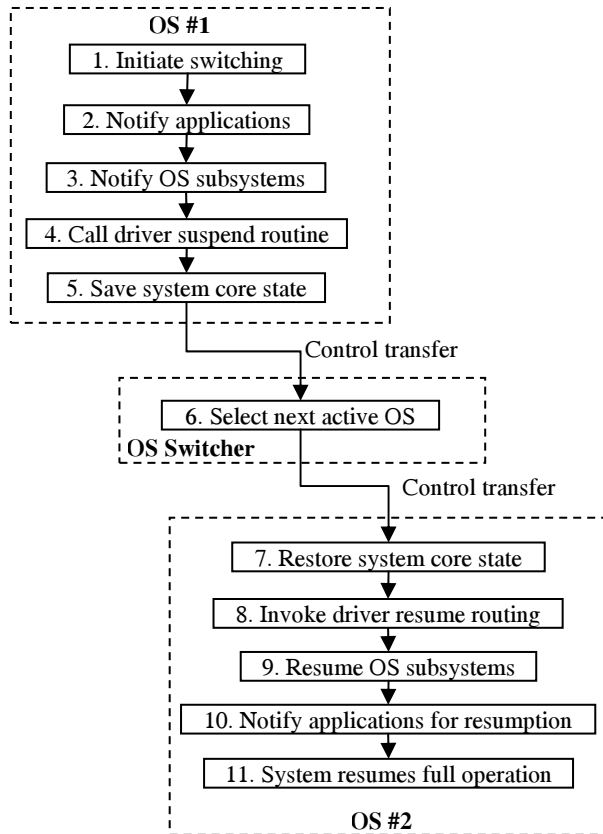 OS #1
1. Initiate switching
2. Notify applications
3. Notify OS subsystems
4. Call driver suspend routine
5. Save system core state
Control transfer
6. Select next active OS
OS Switcher
Control transfer
7. Restore system core state
8. Invoke driver resume routing
9. Resume OS subsystems
10. Notify applications for resumption
11. System resumes full operation
OS #2